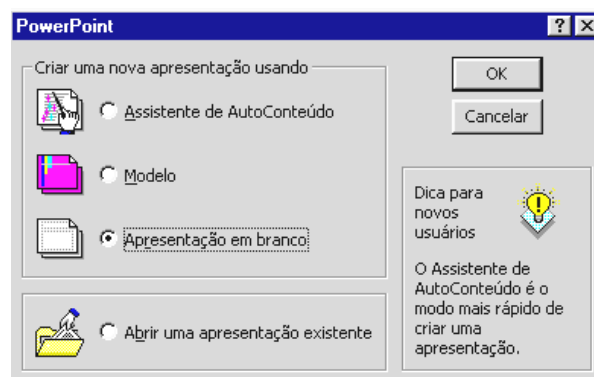 PowerPoint
Criar uma nova apresentação usando
Assistente de AutoConteúdo
Modelo
Apresentação em branco
Abrir uma apresentação existente
OK
Cancelar
Dica para
novos
usuários
O Assistente de
AutoConteúdo é o
modo mais rápido de
criar uma
apresentação.